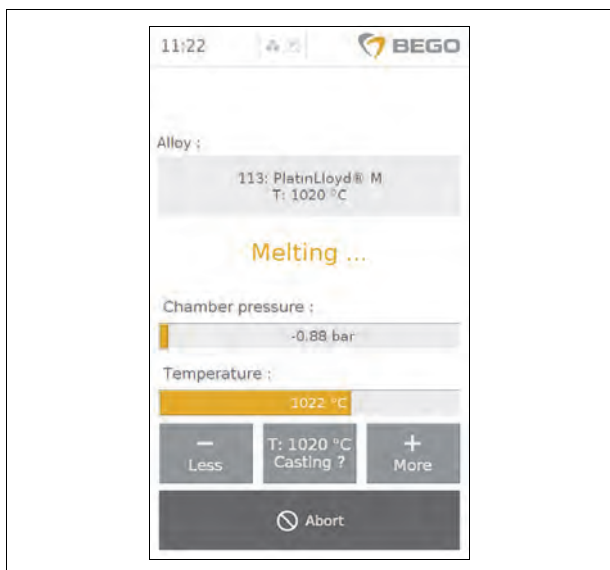 11:22 BEGO
Alloy :
113: PlatinLloyd® M
T: 1020 °C
Melting ...
Chamber pressure :
-0.88 bar
Temperature :
1022 °C
− Less
T: 1020 °C
Casting ?
+ More
Abort